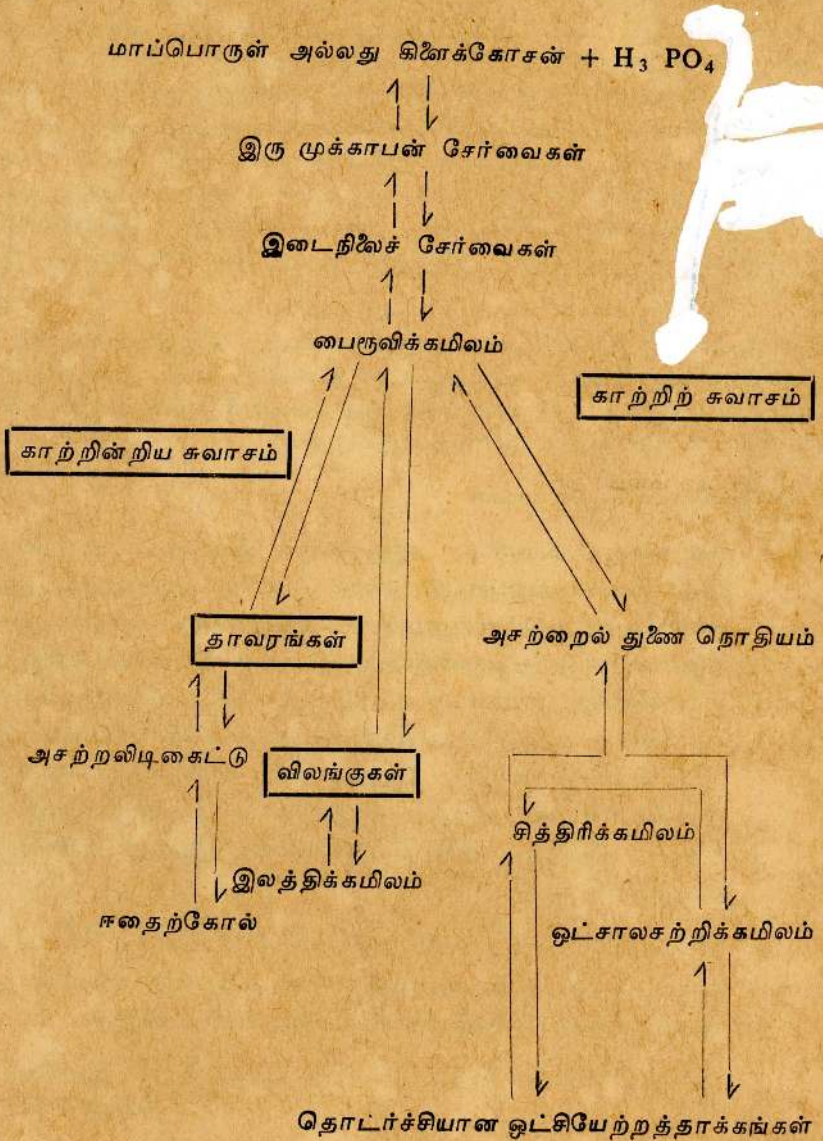 மாப்பொருள் அல்லது கிளைக்கோசன் + H₃ PO₄
இரு முக்காபன் சேர்வைகள்
இடைநிலைச் சேர்வைகள்
பைரூவிக்கமிலம்
காற்றிற் சுவாசம்
காற்றின்றிய சுவாசம்
தாவரங்கள்
அசற்றைல் துணை நொதியம்
அசற்றலிடிகைட்டு
விலங்குகள்
சித்திரிக்கமிலம்
இலத்திக்கமிலம்
ஈதைற்கோல்
ஒட்சாலசற்றிக்கமிலம்
தொடர்ச்சியான ஒட்சியேற்றத்தாக்கங்கள்